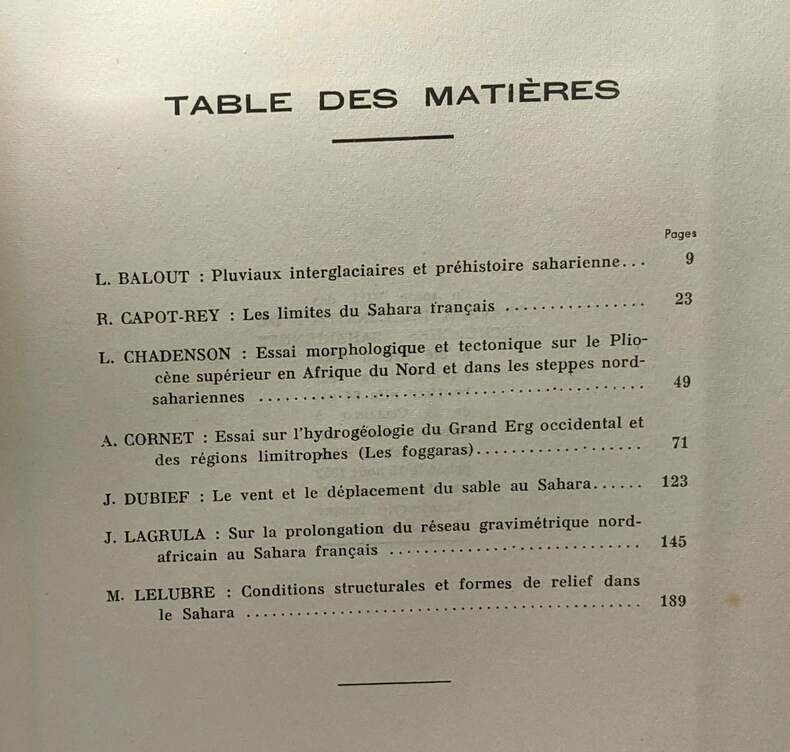 TABLE DES MATIÈRES
Pages
L. BALOUT : Pluviaux interglaciaires et préhistoire saharienne... 9
R. CAPOT-REY : Les limites du Sahara français ................ 23
L. CHADENSON : Essai morphologique et tectonique sur le Plio-
cène supérieur en Afrique du Nord et dans les steppes nord-
sahariennes ............................................. 49
A. CORNET : Essai sur l'hydrogéologie du Grand Erg occidental et
des régions limitrophes (Les foggaras)................... 71
J. DUBIEF : Le vent et le déplacement du sable au Sahara...... 123
J. LAGRULA : Sur la prolongation du réseau gravimétrique nord-
africain au Sahara français ............................. 145
M. LELUBRE : Conditions structurales et formes de relief dans
le Sahara ............................................. 189